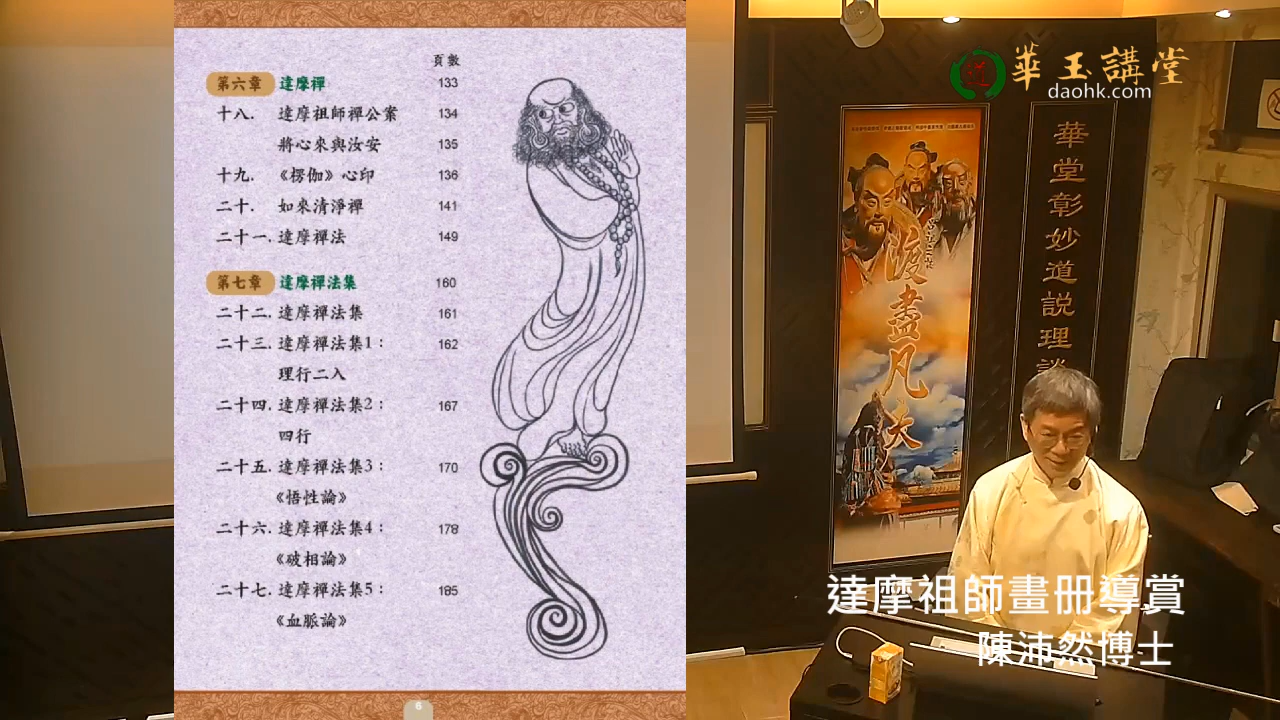 頁數
第六章 達摩禪 133
十八. 達摩祖師禪公案 134
將心來與汝安 135
十九. 《楞伽》心印 136
二十. 如來清淨禪 141
二十一. 達摩禪法 149
第七章 達摩禪法集 160
二十二. 達摩禪法集 161
二十三. 達摩禪法集1： 162
理行二入
二十四. 達摩禪法集2： 167
四行
二十五. 達摩禪法集3： 170
《悟性論》
二十六. 達摩禪法集4： 178
《破相論》
二十七. 達摩禪法集5： 185
《血脈論》
6
道 華玉講堂
daohk.com
渡盡凡夫
華堂彰妙道説理
達摩祖師畫册導賞
陳沛然博士